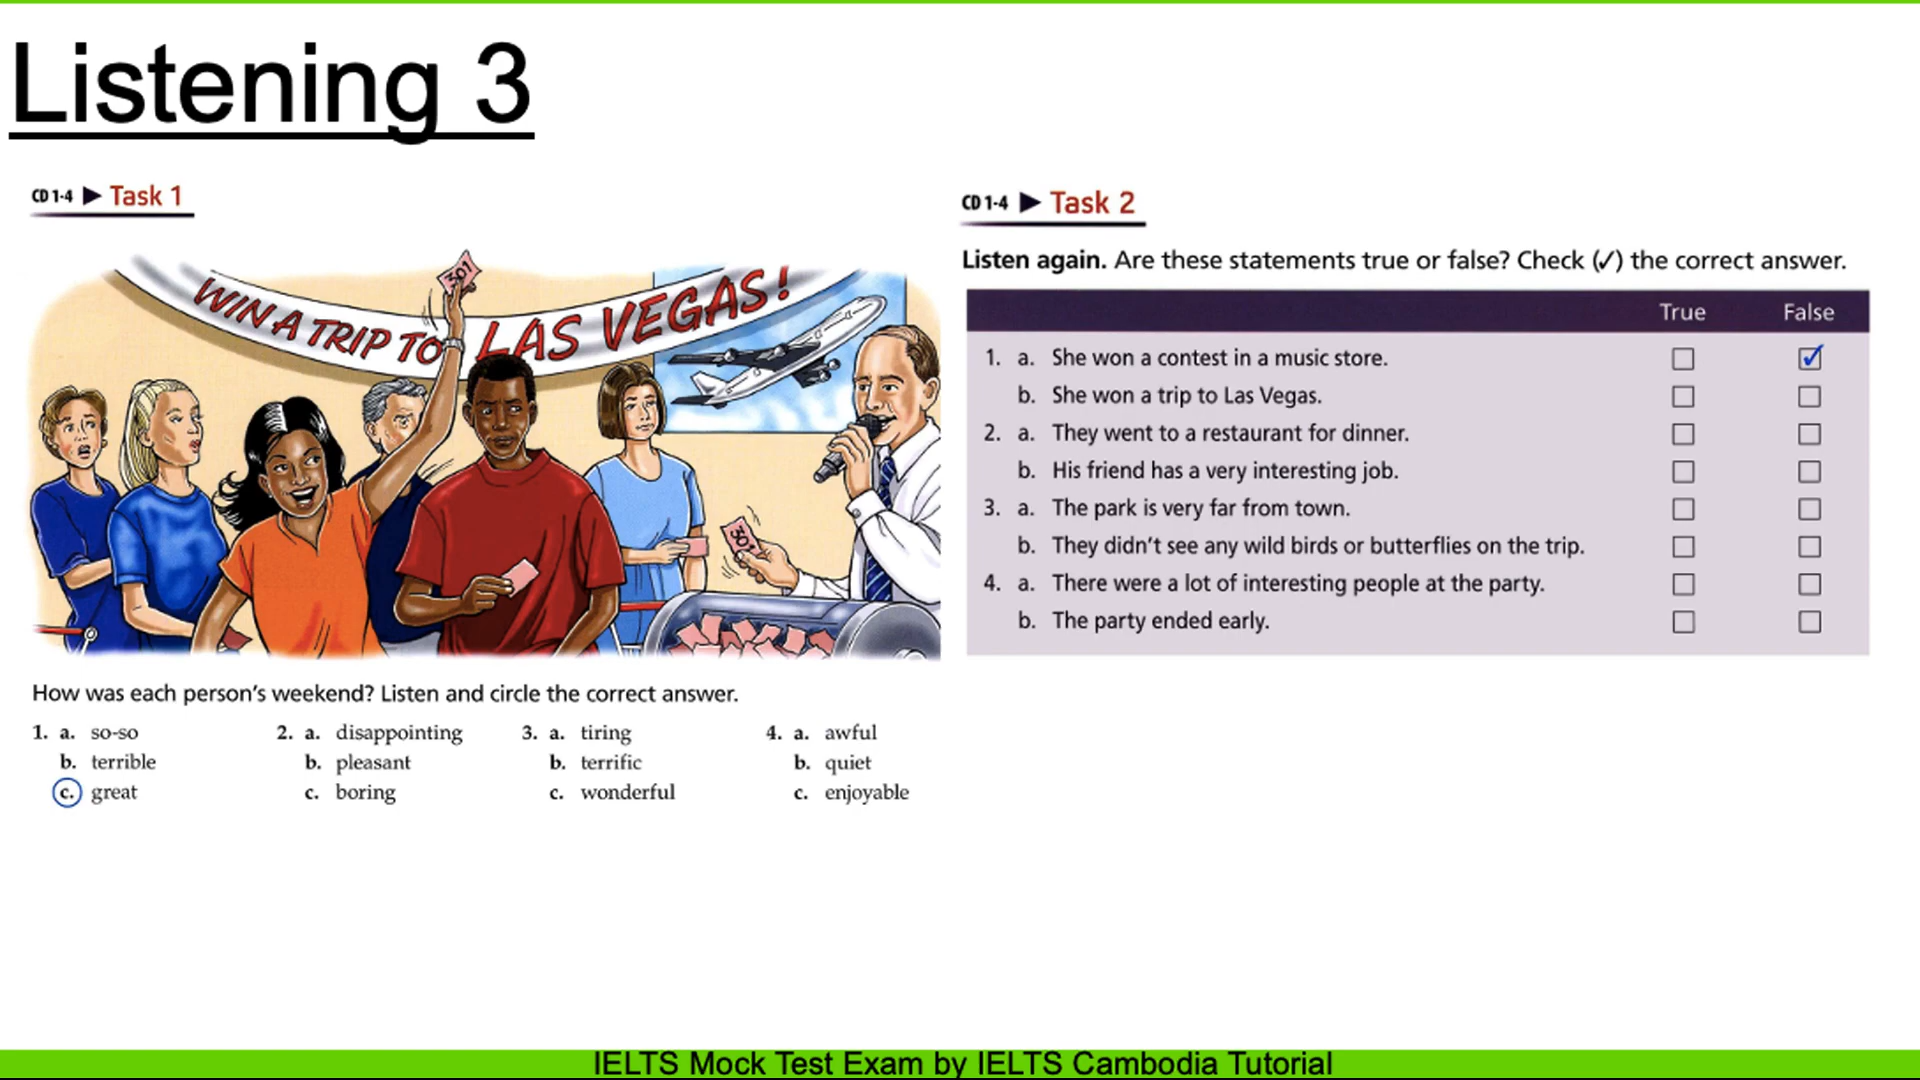 Listening 3
CD 1-4 ▶ Task 1
WIN A TRIP TO LAS VEGAS!
301
301
How was each person's weekend? Listen and circle the correct answer.
1. a. so-so
b. terrible
c. great
2. a. disappointing
b. pleasant
c. boring
3. a. tiring
b. terrific
c. wonderful
4. a. awful
b. quiet
c. enjoyable
CD 1-4 ▶ Task 2
Listen again. Are these statements true or false? Check (✓) the correct answer.
True False
1. a. She won a contest in a music store.
b. She won a trip to Las Vegas.
2. a. They went to a restaurant for dinner.
b. His friend has a very interesting job.
3. a. The park is very far from town.
b. They didn't see any wild birds or butterflies on the trip.
4. a. There were a lot of interesting people at the party.
b. The party ended early.
IELTS Mock Test Exam by IELTS Cambodia Tutorial